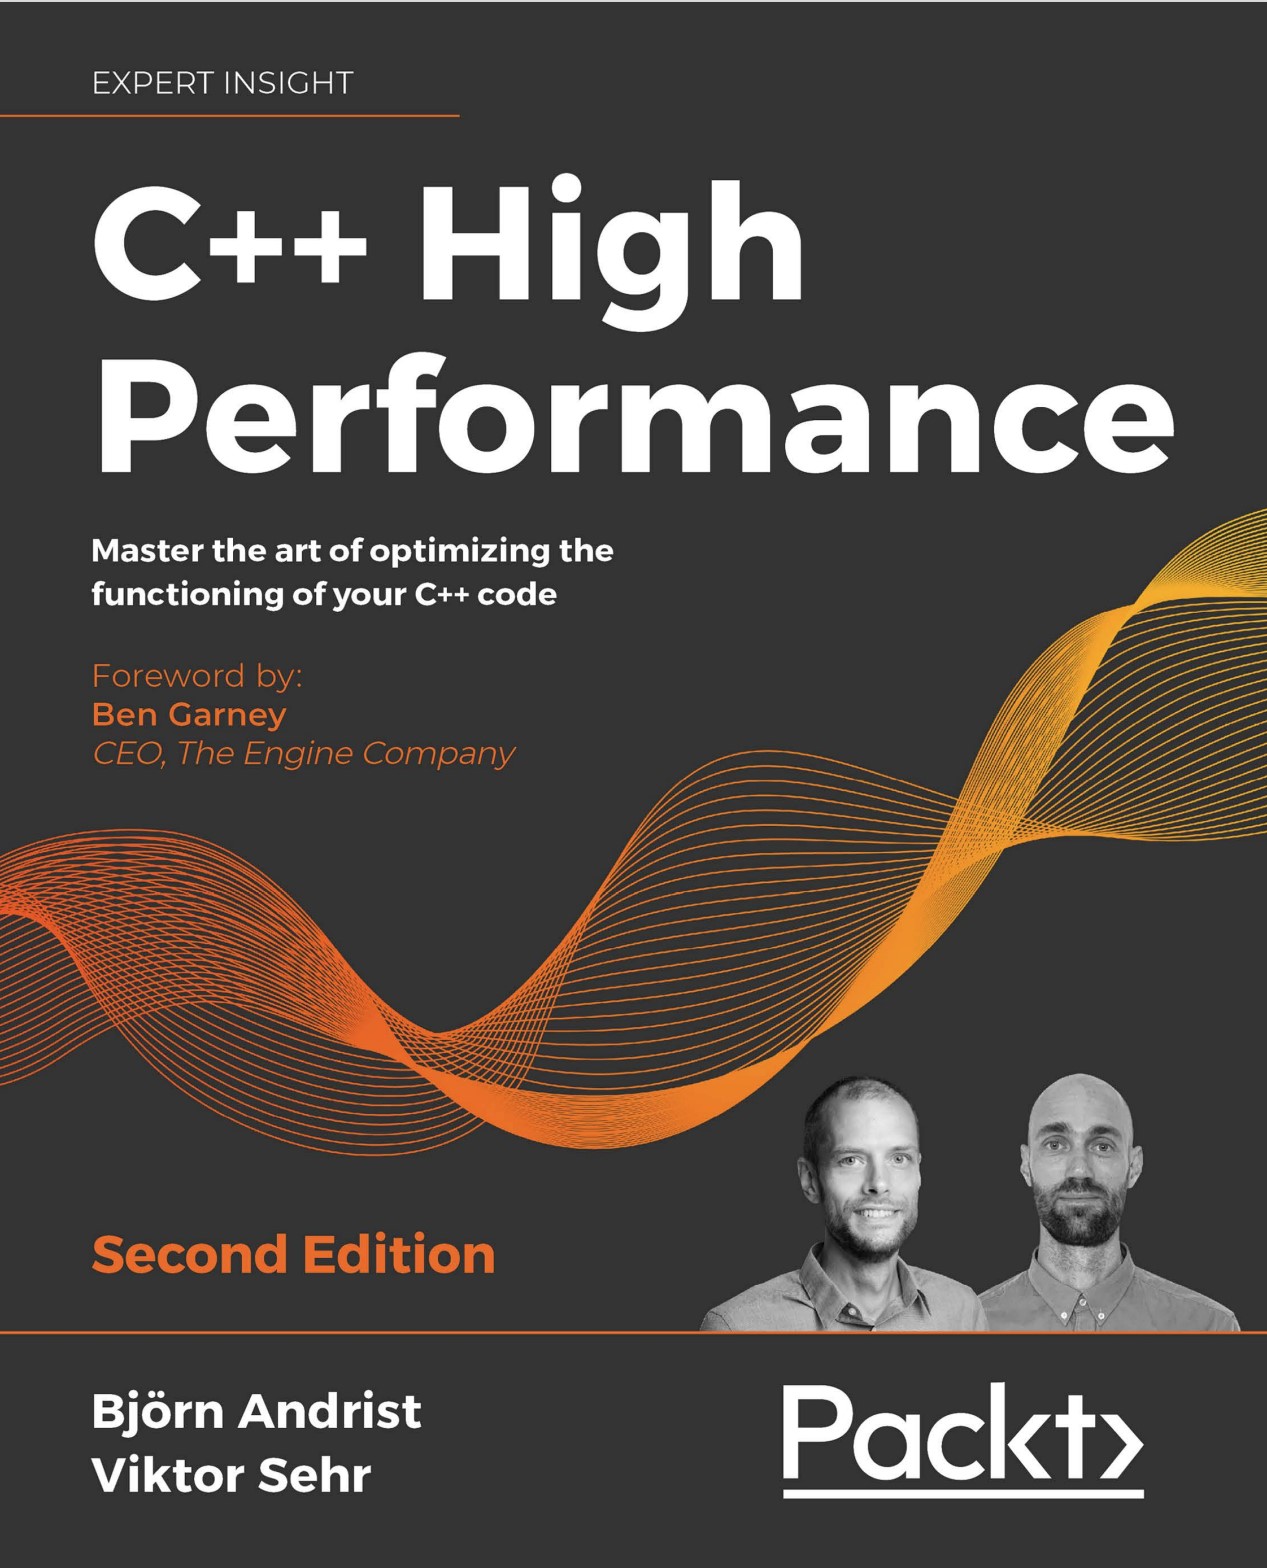 EXPERT INSIGHT
C++ High
Performance
Master the art of optimizing the
functioning of your C++ code
Foreword by:
Ben Garney
CEO, The Engine Company
Second Edition
Björn Andrist
Viktor Sehr
Packt